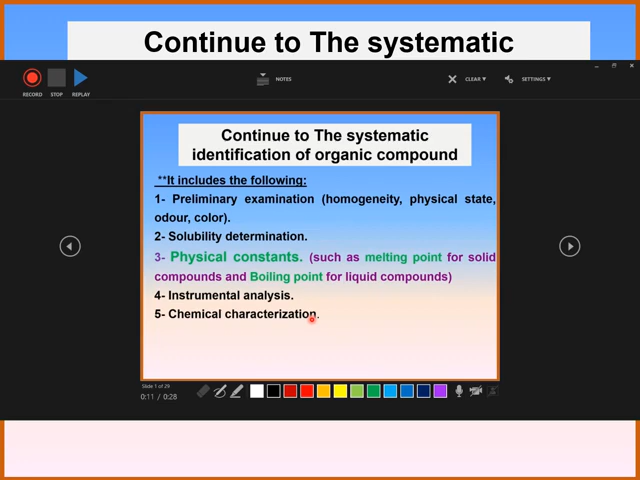 Continue to The systematic
RECORD STOP REPLAY
NOTES
CLEAR
SETTINGS
Continue to The systematic
identification of organic compound
**It includes the following:
1- Preliminary examination (homogeneity, physical state,
odour, color).
2- Solubility determination.
3- Physical constants. (such as melting point for solid
compounds and Boiling point for liquid compounds)
4- Instrumental analysis.
5- Chemical characterization.
Slide 1 of 29
0:11 / 0:28